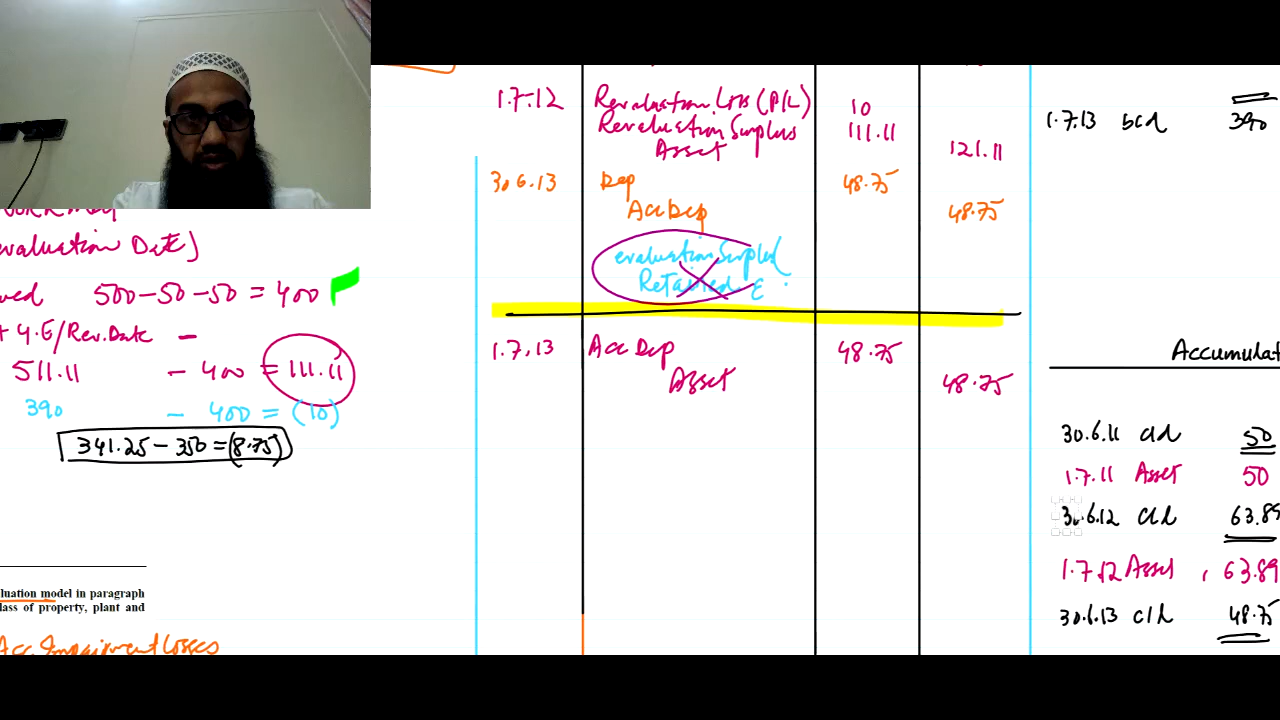 evaluation Date]
500-50-50 = 400
4.5/Rev. Date -
511.11 - 400 = 111.11
390 - 400 = (10)
341.25 - 350 = (8.75)
luation model in paragraph
lass of property, plant and
Acc. Impairment Losses
1.7.12 Revaluation Loss (P/L) 10
Revaluation Surplus 111.11
Asset 121.11
30.6.13 Dep 48.75
Acc Dep 48.75
evaluation Surplus
Retained E
1.7.13 Acc Dep 48.75
Asset 48.75
1.7.13 bcd 390
Accumulat
30.6.11 cld 50
1.7.11 Asset 50
30.6.12 cld 63.89
1.7.12 Asset 63.89
30.6.13 cld 48.75